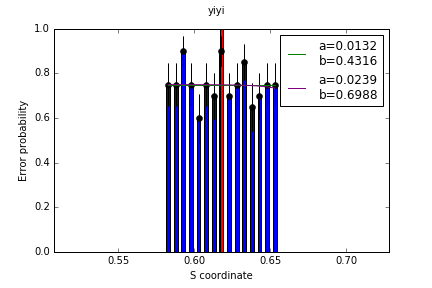 yiyi
1.0
0.8
0.6
0.4
0.2
0.0
Error probability
a=0.0132
b=0.4316
a=0.0239
b=0.6988
0.55 0.60 0.65 0.70
S coordinate